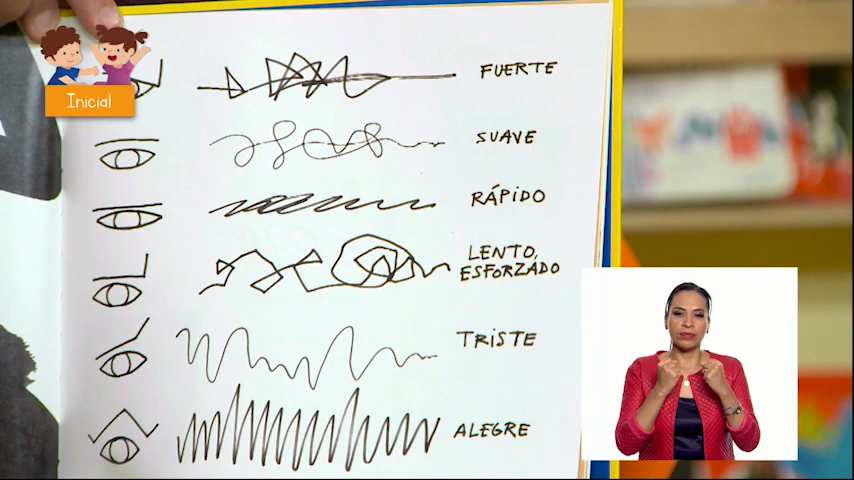 Inicial
FUERTE
SUAVE
RÁPIDO
LENTO,
ESFORZADO
TRISTE
ALEGRE